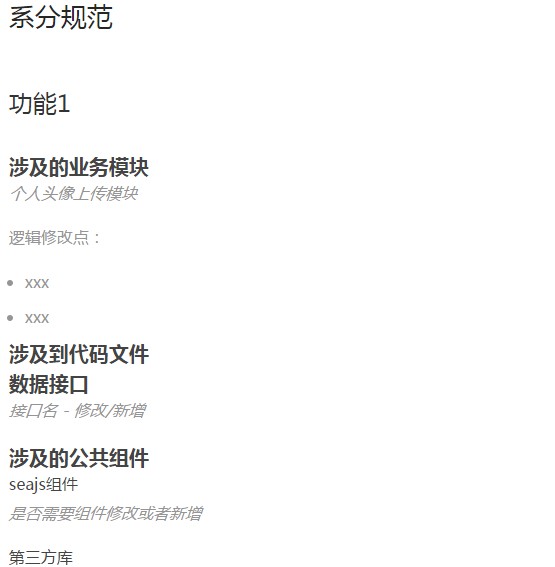 系分规范
功能1
涉及的业务模块
个人头像上传模块
逻辑修改点：
xxx
xxx
涉及到代码文件
数据接口
接口名 - 修改/新增
涉及的公共组件
seajs组件
是否需要组件修改或者新增
第三方库